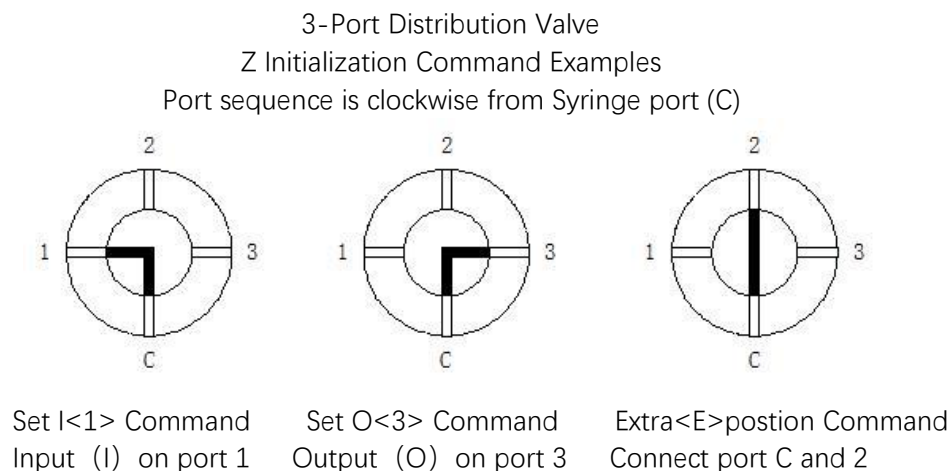 3-Port Distribution Valve
Z Initialization Command Examples
Port sequence is clockwise from Syringe port (C)
2 2 2
1 3 1 3 1 3
C C C
Set I<1> Command Set O<3> Command Extra<E>postion Command
Input（I）on port 1 Output（O）on port 3 Connect port C and 2